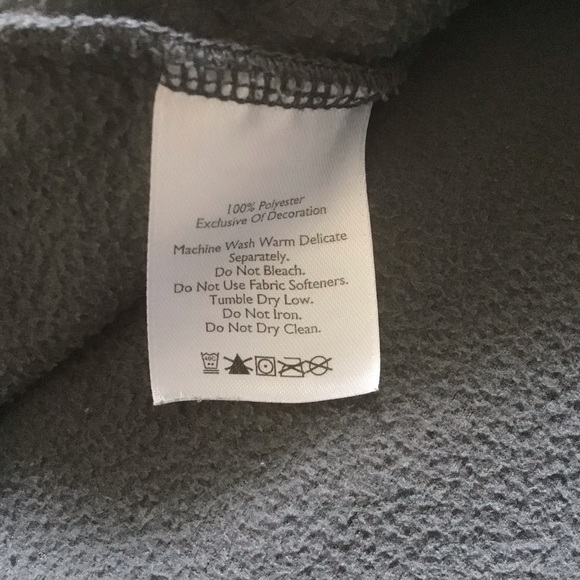 100% Polyester
Exclusive Of Decoration
Machine Wash Warm Delicate
Separately.
Do Not Bleach.
Do Not Use Fabric Softeners.
Tumble Dry Low.
Do Not Iron.
Do Not Dry Clean.
40C